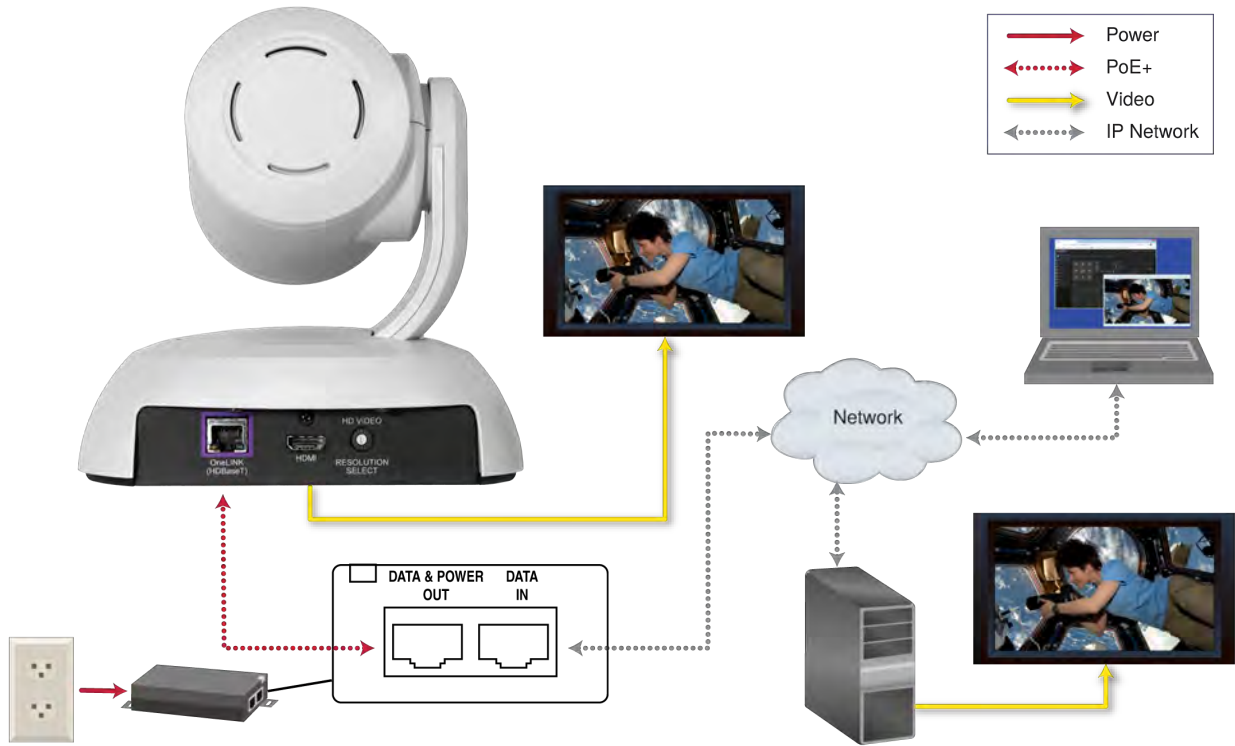 Power
PoE+
Video
IP Network
HD VIDEO
OneLINK
(HDBaseT)
HDMI
RESOLUTION
SELECT
Network
DATA & POWER
OUT
DATA
IN